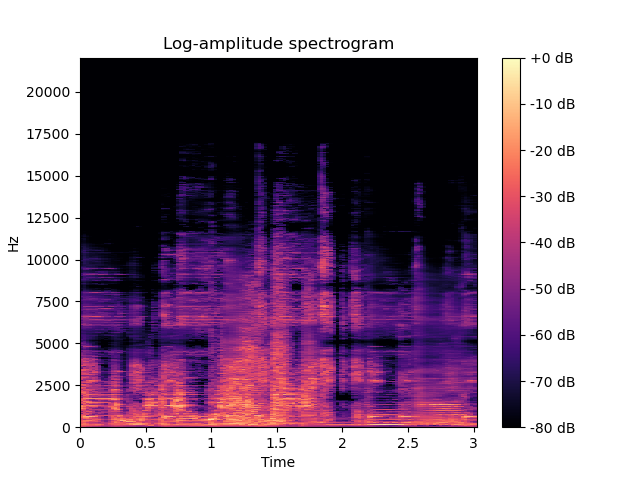 Log-amplitude spectrogram
Hz
20000
17500
15000
12500
10000
7500
5000
2500
0
0 0.5 1 1.5 2 2.5 3
Time
+0 dB
-10 dB
-20 dB
-30 dB
-40 dB
-50 dB
-60 dB
-70 dB
-80 dB